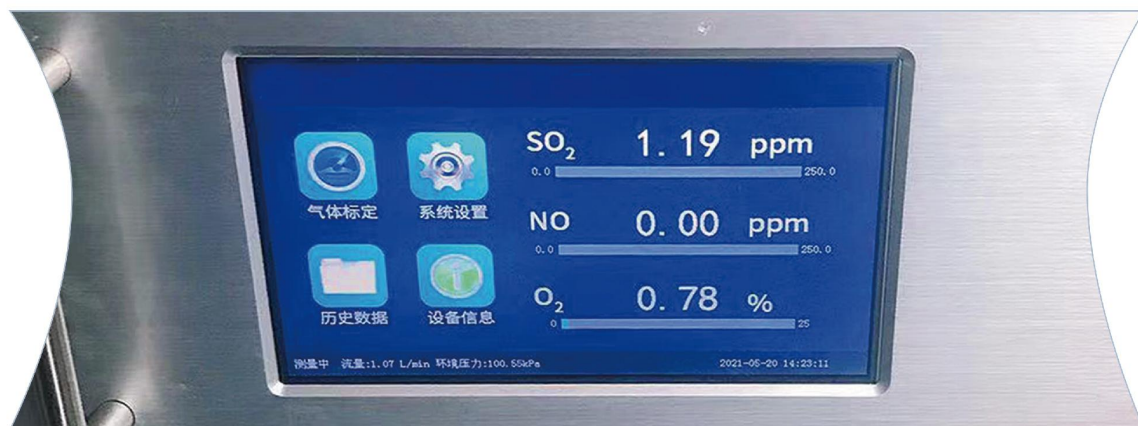 气体标定
系统设置
历史数据
设备信息
SO₂ 1.19 ppm
0.0 250.0
NO 0.00 ppm
0.0 250.0
O₂ 0.78 %
0 25
测量中 流量:1.07 L/min 环境压力:100.55kPa
2021-05-20 14:23:11